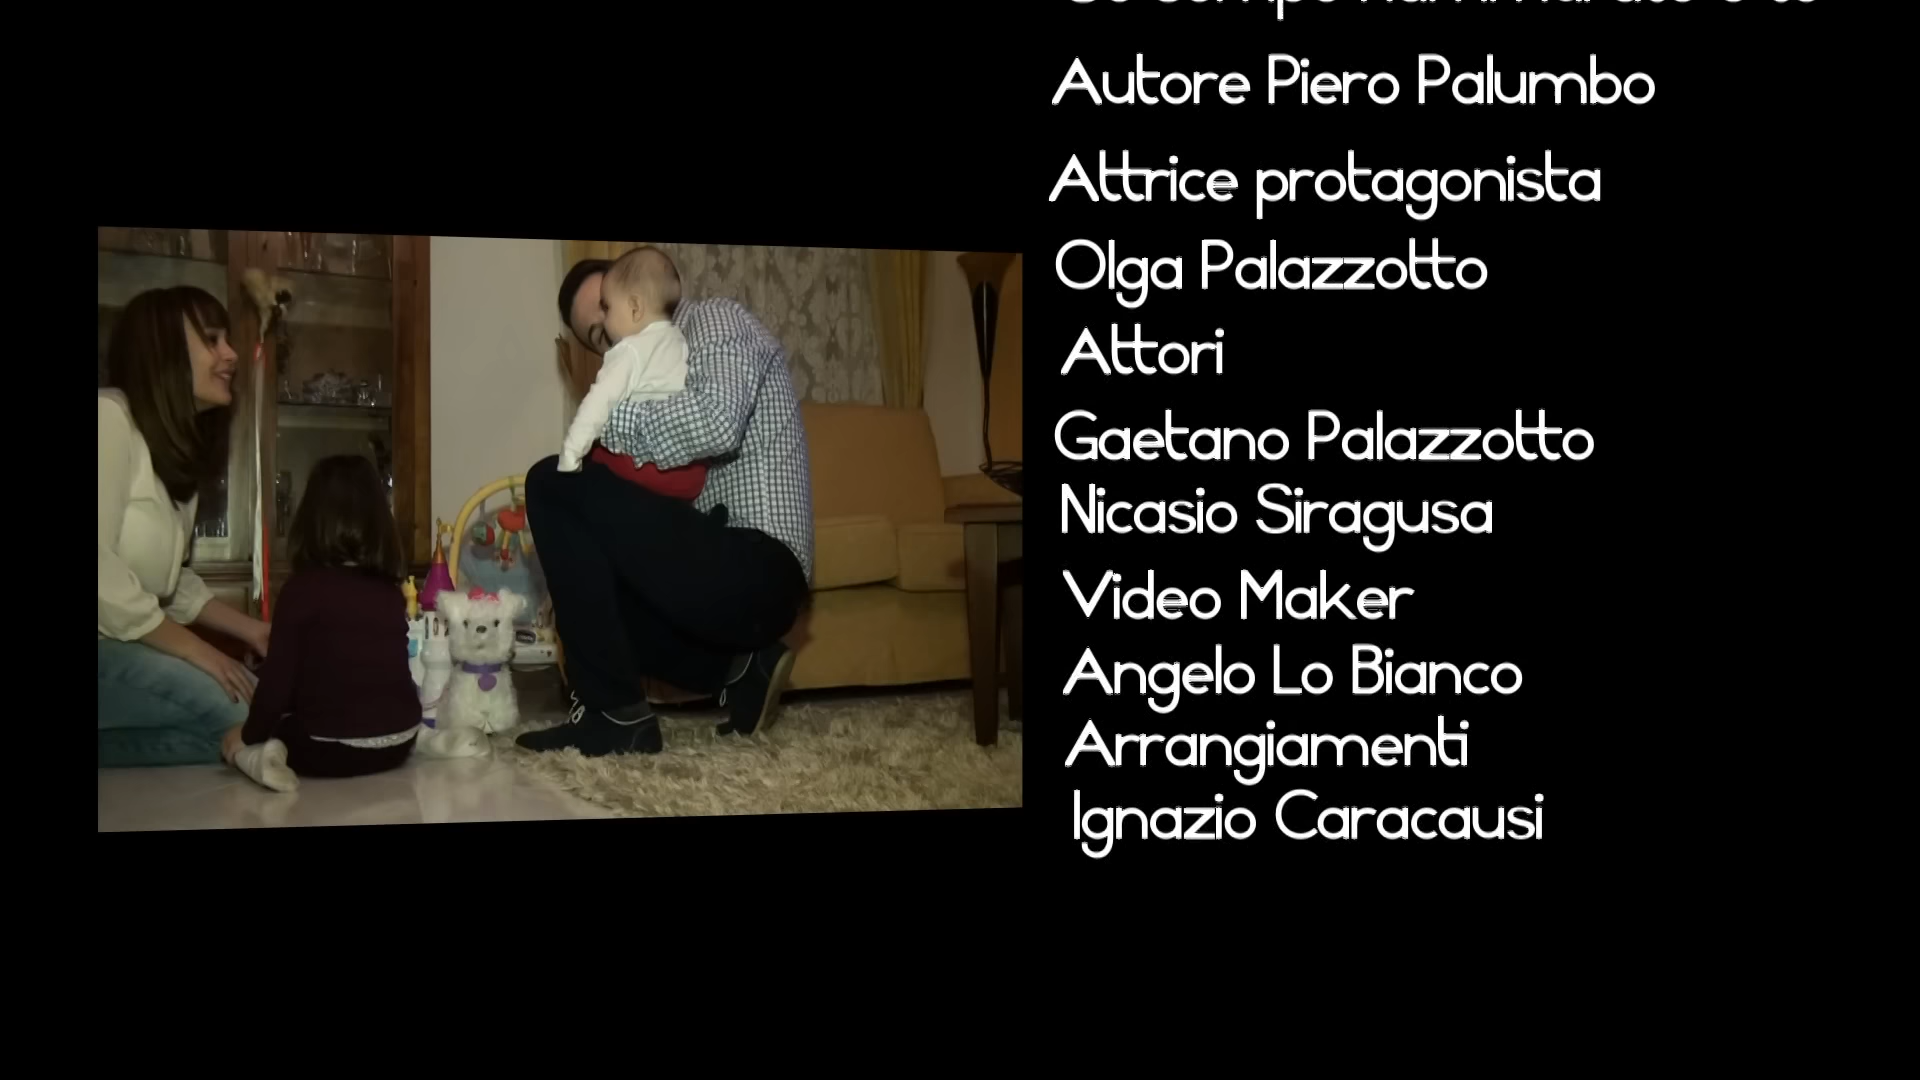 Autore Piero Palumbo
Attrice protagonista
Olga Palazzotto
Attori
Gaetano Palazzotto
Nicasio Siragusa
Video Maker
Angelo Lo Bianco
Arrangiamenti
Ignazio Caracausi